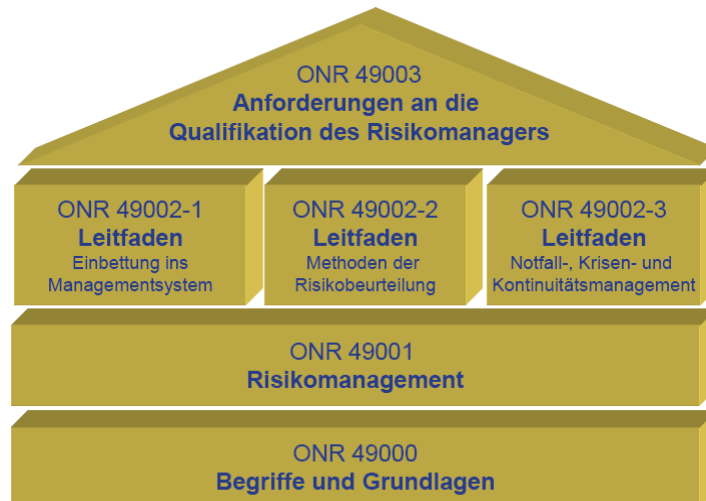 ONR 49003
Anforderungen an die
Qualifikation des Risikomanagers
ONR 49002-1
Leitfaden
Einbettung ins
Managementsystem
ONR 49002-2
Leitfaden
Methoden der
Risikobeurteilung
ONR 49002-3
Leitfaden
Notfall-, Krisen- und
Kontinuitätsmanagement
ONR 49001
Risikomanagement
ONR 49000
Begriffe und Grundlagen